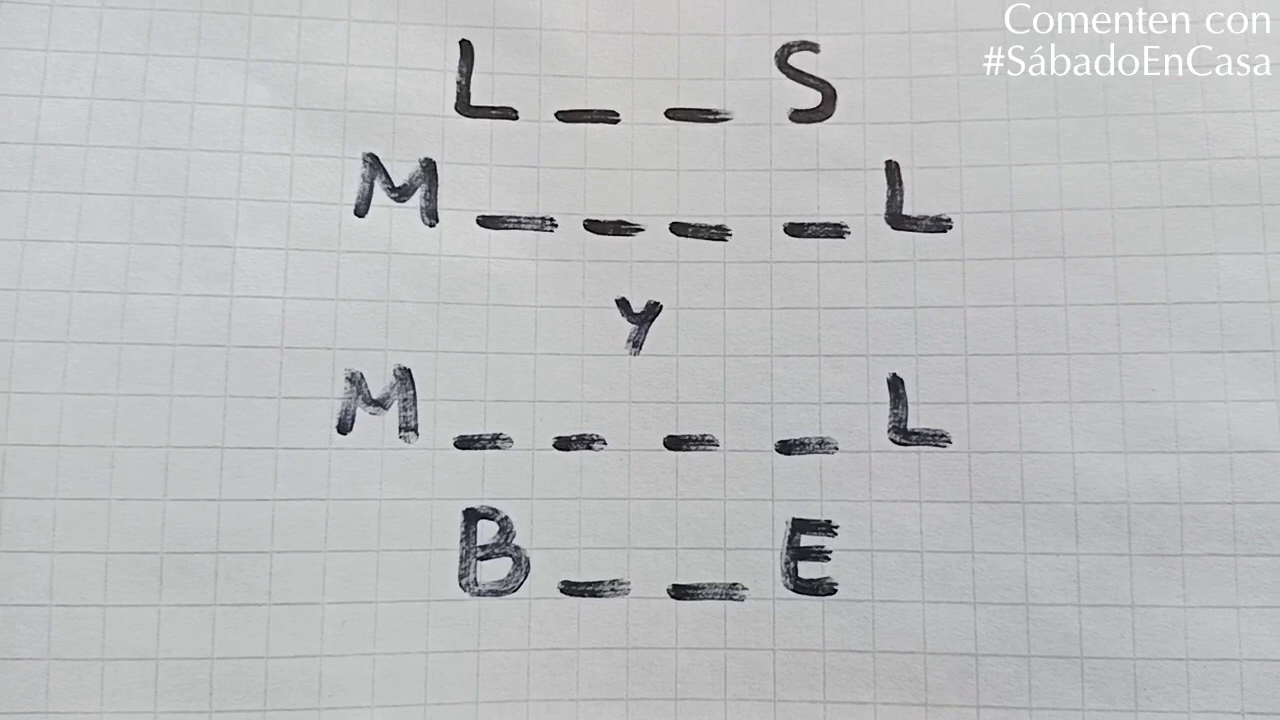 Comenten con
#SábadoEnCasa
L _ _ S
M _ _ _ _ L
Y
M _ _ _ _ L
B _ _ E